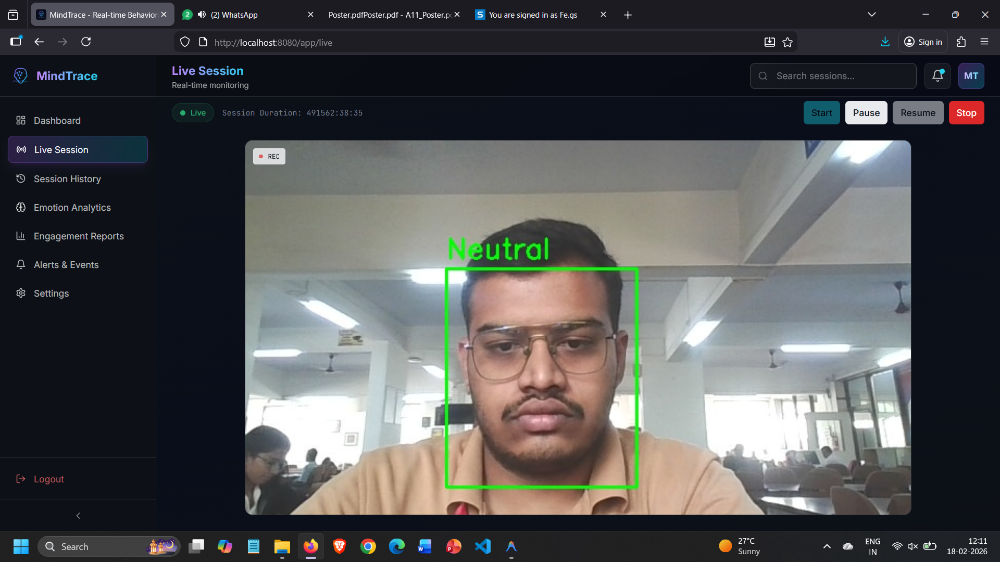 MindTrace - Real-time Behavior
2
(2) WhatsApp
Poster.pdfPoster.pdf - A11_Poster.p
S
You are signed in as Fe.gs
http://localhost:8080/app/live
Sign in
MindTrace
Live Session
Real-time monitoring
Search sessions...
MT
Live
Session Duration: 491562:38:35
Start
Pause
Resume
Stop
Dashboard
Live Session
Session History
Emotion Analytics
Engagement Reports
Alerts & Events
Settings
Logout
REC
Neutral
Search
27°C
Sunny
ENG
IN
12:11
18-02-2026